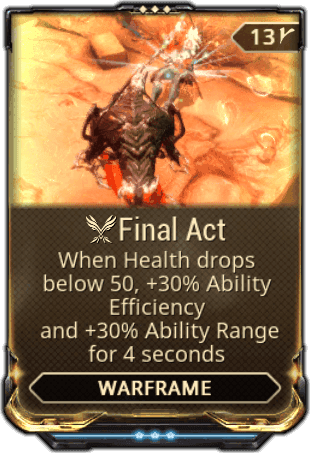 13
Final Act
When Health drops
below 50, +30% Ability
Efficiency
and +30% Ability Range
for 4 seconds
WARFRAME